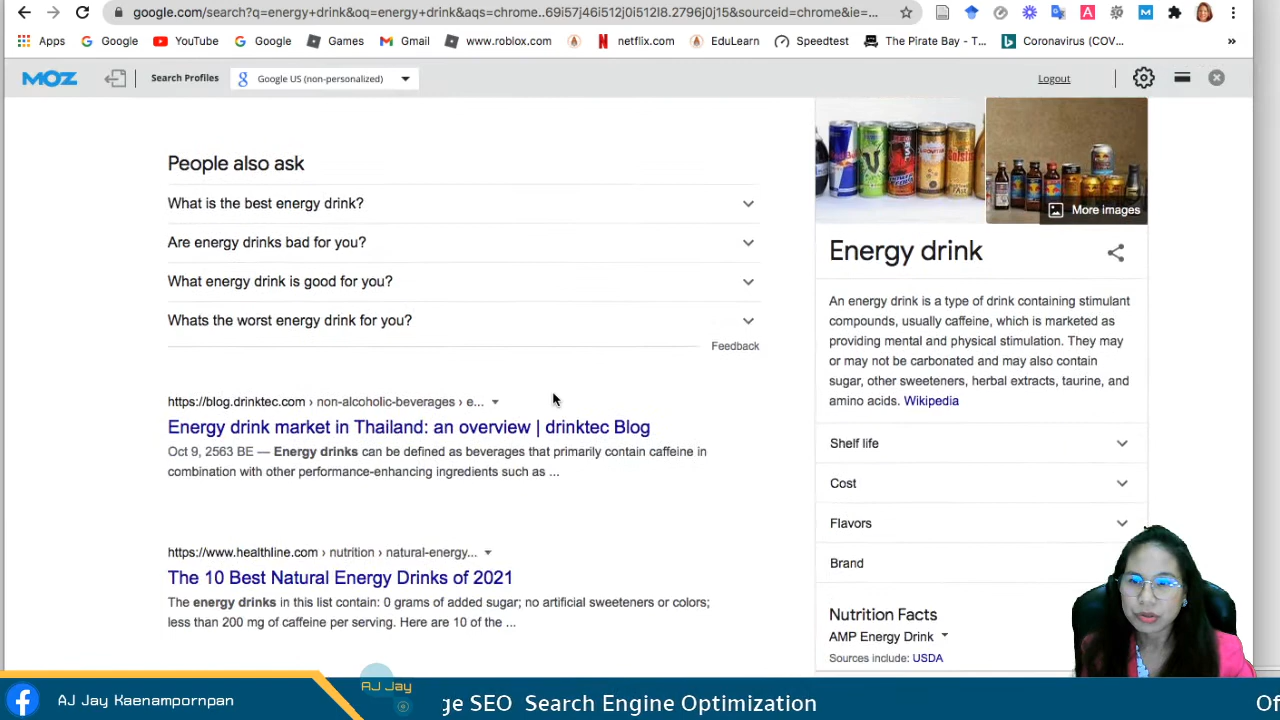 google.com/search?q=energy+drink&oq=energy+drink&aqs=chrome..69i57j46i512j0i512l8.2796j0j15&sourceid=chrome&ie=...
Apps
Google
YouTube
Google
Games
Gmail
www.roblox.com
netflix.com
EduLearn
Speedtest
The Pirate Bay - T...
Coronavirus (COV...
»
MOZ
Search Profiles
Google US (non-personalized)
Logout
People also ask
What is the best energy drink?
Are energy drinks bad for you?
What energy drink is good for you?
Whats the worst energy drink for you?
Feedback
https://blog.drinktec.com › non-alcoholic-beverages › e...
Energy drink market in Thailand: an overview | drinktec Blog
Oct 9, 2563 BE — Energy drinks can be defined as beverages that primarily contain caffeine in
combination with other performance-enhancing ingredients such as ...
https://www.healthline.com › nutrition › natural-energy...
The 10 Best Natural Energy Drinks of 2021
The energy drinks in this list contain: 0 grams of added sugar; no artificial sweeteners or colors;
less than 200 mg of caffeine per serving. Here are 10 of the ...
More images
Energy drink
An energy drink is a type of drink containing stimulant
compounds, usually caffeine, which is marketed as
providing mental and physical stimulation. They may
or may not be carbonated and may also contain
sugar, other sweeteners, herbal extracts, taurine, and
amino acids. Wikipedia
Shelf life
Cost
Flavors
Brand
Nutrition Facts
AMP Energy Drink
Sources include: USDA
AJ Jay Kaenampornpan
AJ Jay
ge SEO Search Engine Optimization
Of